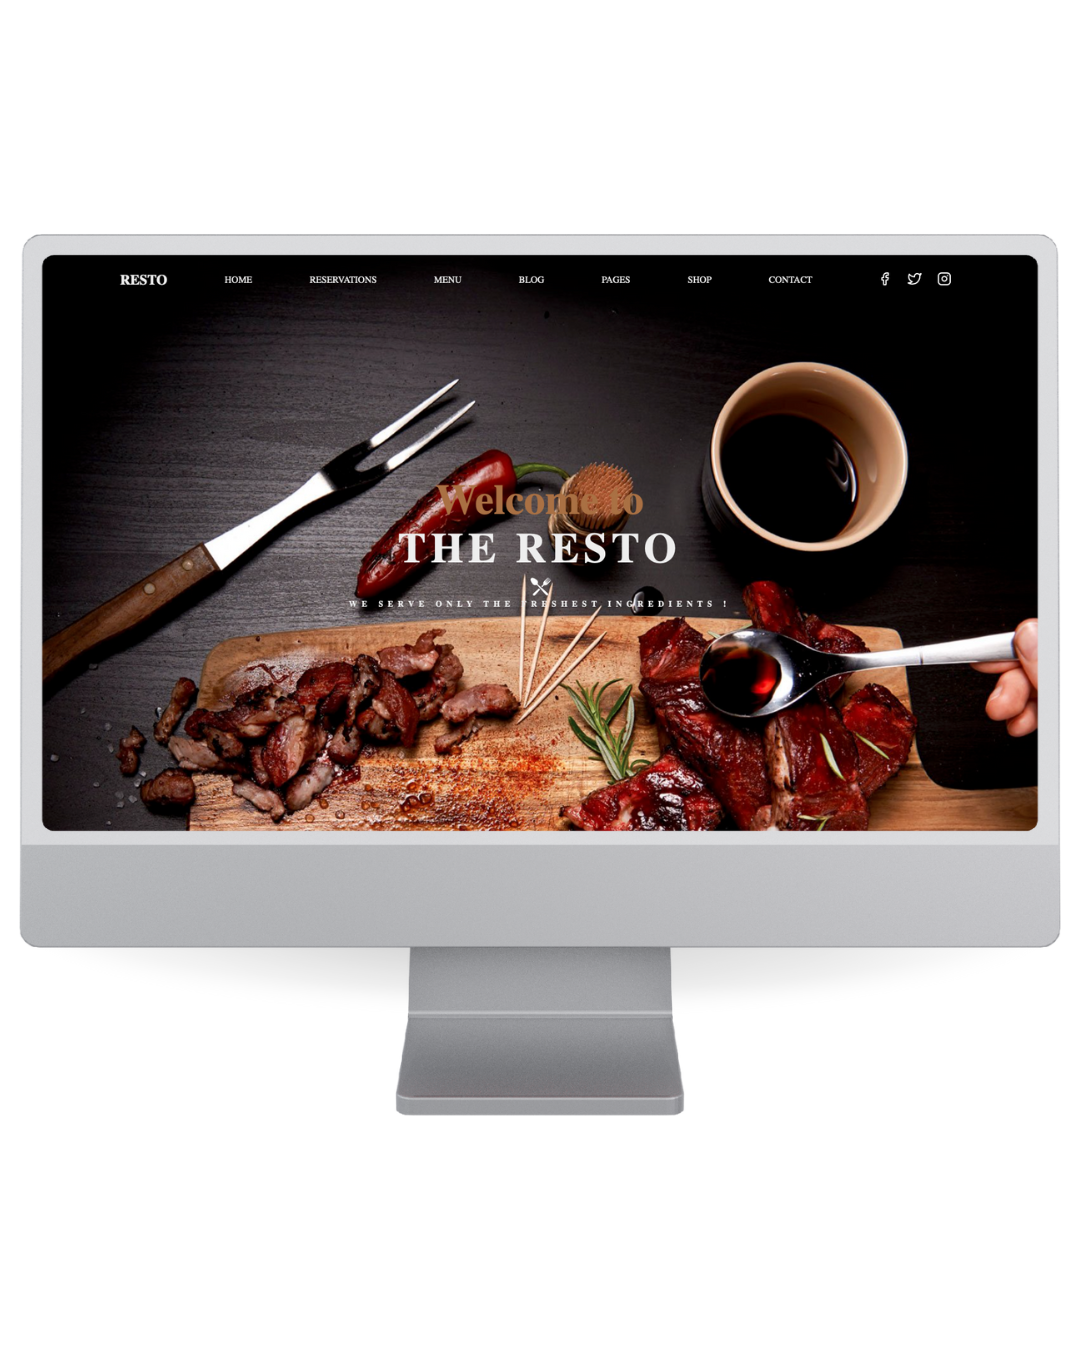 RESTO HOME RESERVATIONS MENU BLOG PAGES SHOP CONTACT
Welcome to
THE RESTO
WE SERVE ONLY THE FRESHEST INGREDIENTS !